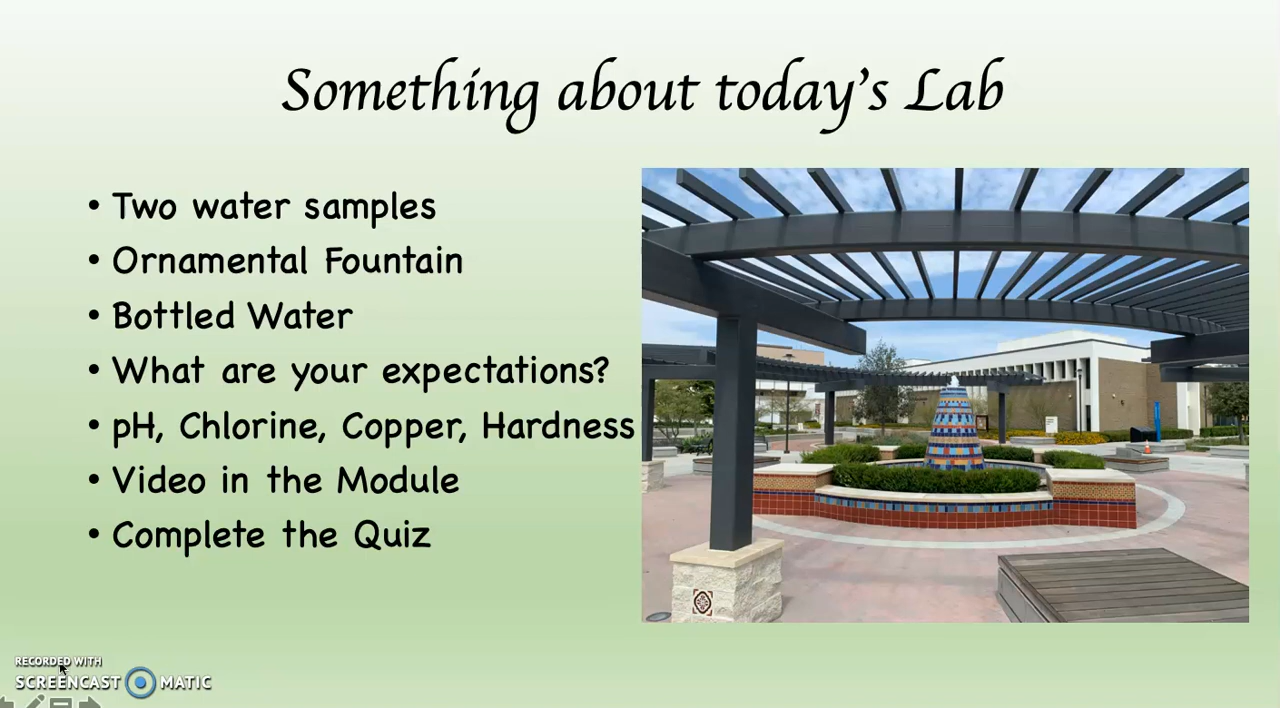 Something about today's Lab
• Two water samples
• Ornamental Fountain
• Bottled Water
• What are your expectations?
• pH, Chlorine, Copper, Hardness
• Video in the Module
• Complete the Quiz
RECORDED WITH
SCREENCAST MATIC